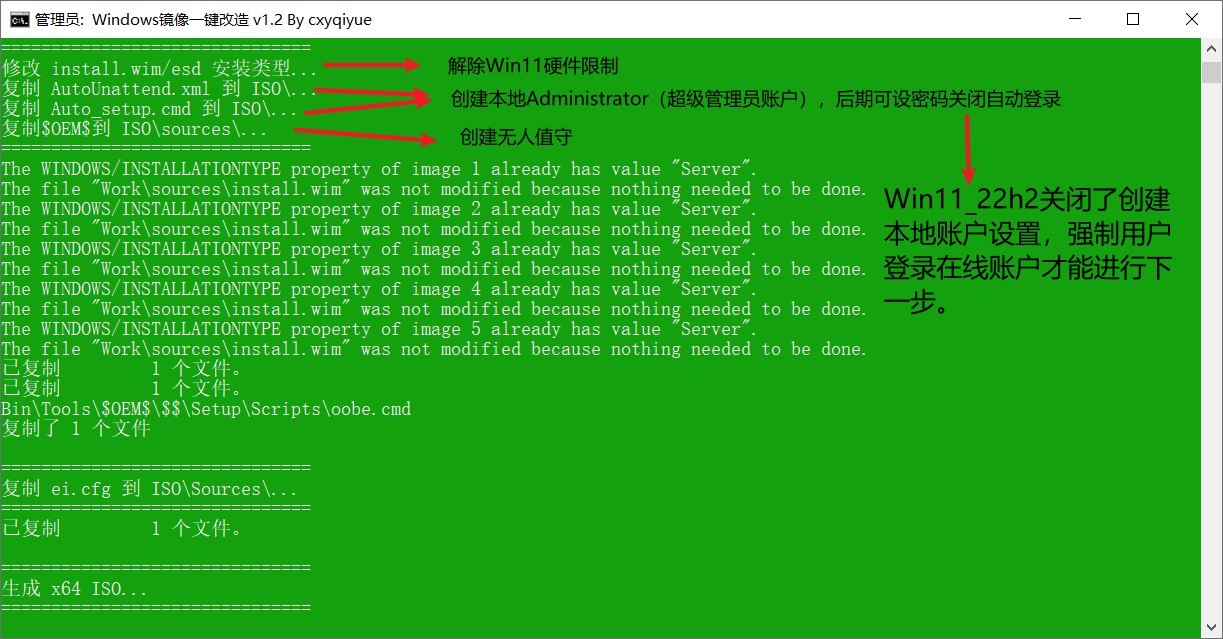 管理员: Windows镜像一键改造 v1.2 By cxyqiyue
===============================
修改 install.wim/esd 安装类型...
解除Win11硬件限制
复制 AutoUnattend.xml 到 ISO\...
创建本地Administrator（超级管理员账户），后期可设密码关闭自动登录
复制 Auto_setup.cmd 到 ISO\...
复制$OEM$到 ISO\sources\...
创建无人值守
===============================
The WINDOWS/INSTALLATIONTYPE property of image 1 already has value "Server".
The file "Work\sources\install.wim" was not modified because nothing needed to be done.
The WINDOWS/INSTALLATIONTYPE property of image 2 already has value "Server".
The file "Work\sources\install.wim" was not modified because nothing needed to be done.
The WINDOWS/INSTALLATIONTYPE property of image 3 already has value "Server".
The file "Work\sources\install.wim" was not modified because nothing needed to be done.
The WINDOWS/INSTALLATIONTYPE property of image 4 already has value "Server".
The file "Work\sources\install.wim" was not modified because nothing needed to be done.
The WINDOWS/INSTALLATIONTYPE property of image 5 already has value "Server".
The file "Work\sources\install.wim" was not modified because nothing needed to be done.
Win11_22h2关闭了创建
本地账户设置，强制用户
登录在线账户才能进行下
一步。
已复制         1 个文件。
已复制         1 个文件。
Bin\Tools\$OEM$\$$\Setup\Scripts\oobe.cmd
复制了 1 个文件
===============================
复制 ei.cfg 到 ISO\Sources\...
===============================
已复制         1 个文件。
===============================
生成 x64 ISO...
===============================